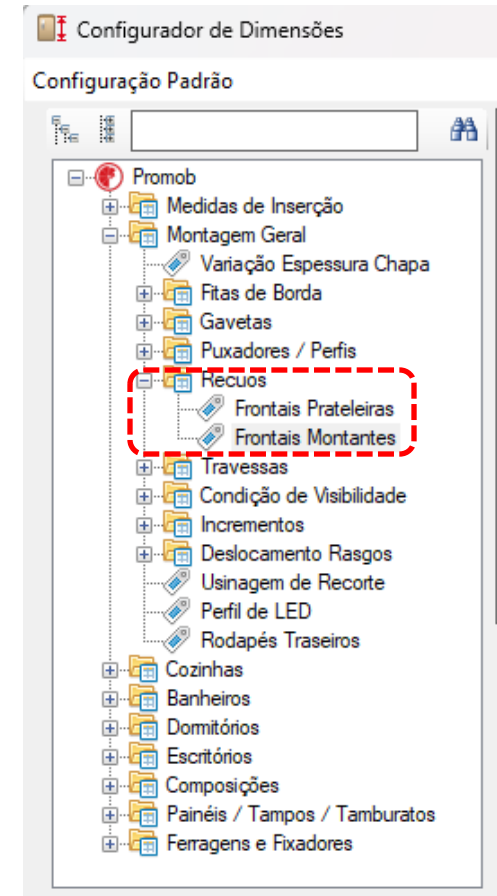 Configurador de Dimensões
Configuração Padrão
Promob
Medidas de Inserção
Montagem Geral
Variação Espessura Chapa
Fitas de Borda
Gavetas
Puxadores / Perfis
Recuos
Frontais Prateleiras
Frontais Montantes
Travessas
Condição de Visibilidade
Incrementos
Deslocamento Rasgos
Usinagem de Recorte
Perfil de LED
Rodapés Traseiros
Cozinhas
Banheiros
Dormitórios
Escritórios
Composições
Painéis / Tampos / Tamburatos
Ferragens e Fixadores